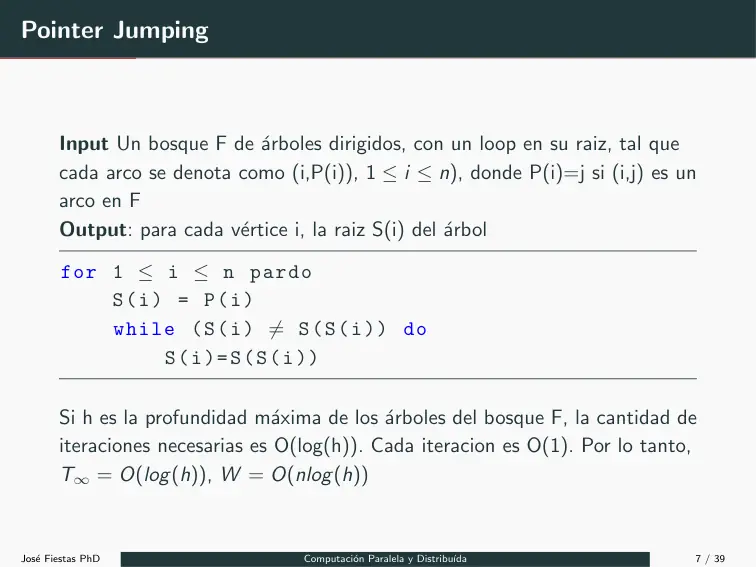 Pointer Jumping
Input Un bosque F de árboles dirigidos, con un loop en su raiz, tal que
cada arco se denota como (i,P(i)), 1 ≤ i ≤ n), donde P(i)=j si (i,j) es un
arco en F
Output: para cada vértice i, la raiz S(i) del árbol
for 1 ≤ i ≤ n pardo
S(i) = P(i)
while (S(i) ≠ S(S(i)) do
S(i)=S(S(i))
Si h es la profundidad máxima de los árboles del bosque F, la cantidad de
iteraciones necesarias es O(log(h)). Cada iteracion es O(1). Por lo tanto,
T∞ = O(log(h)), W = O(nlog(h))
José Fiestas PhD
Computación Paralela y Distribuída
7 / 39